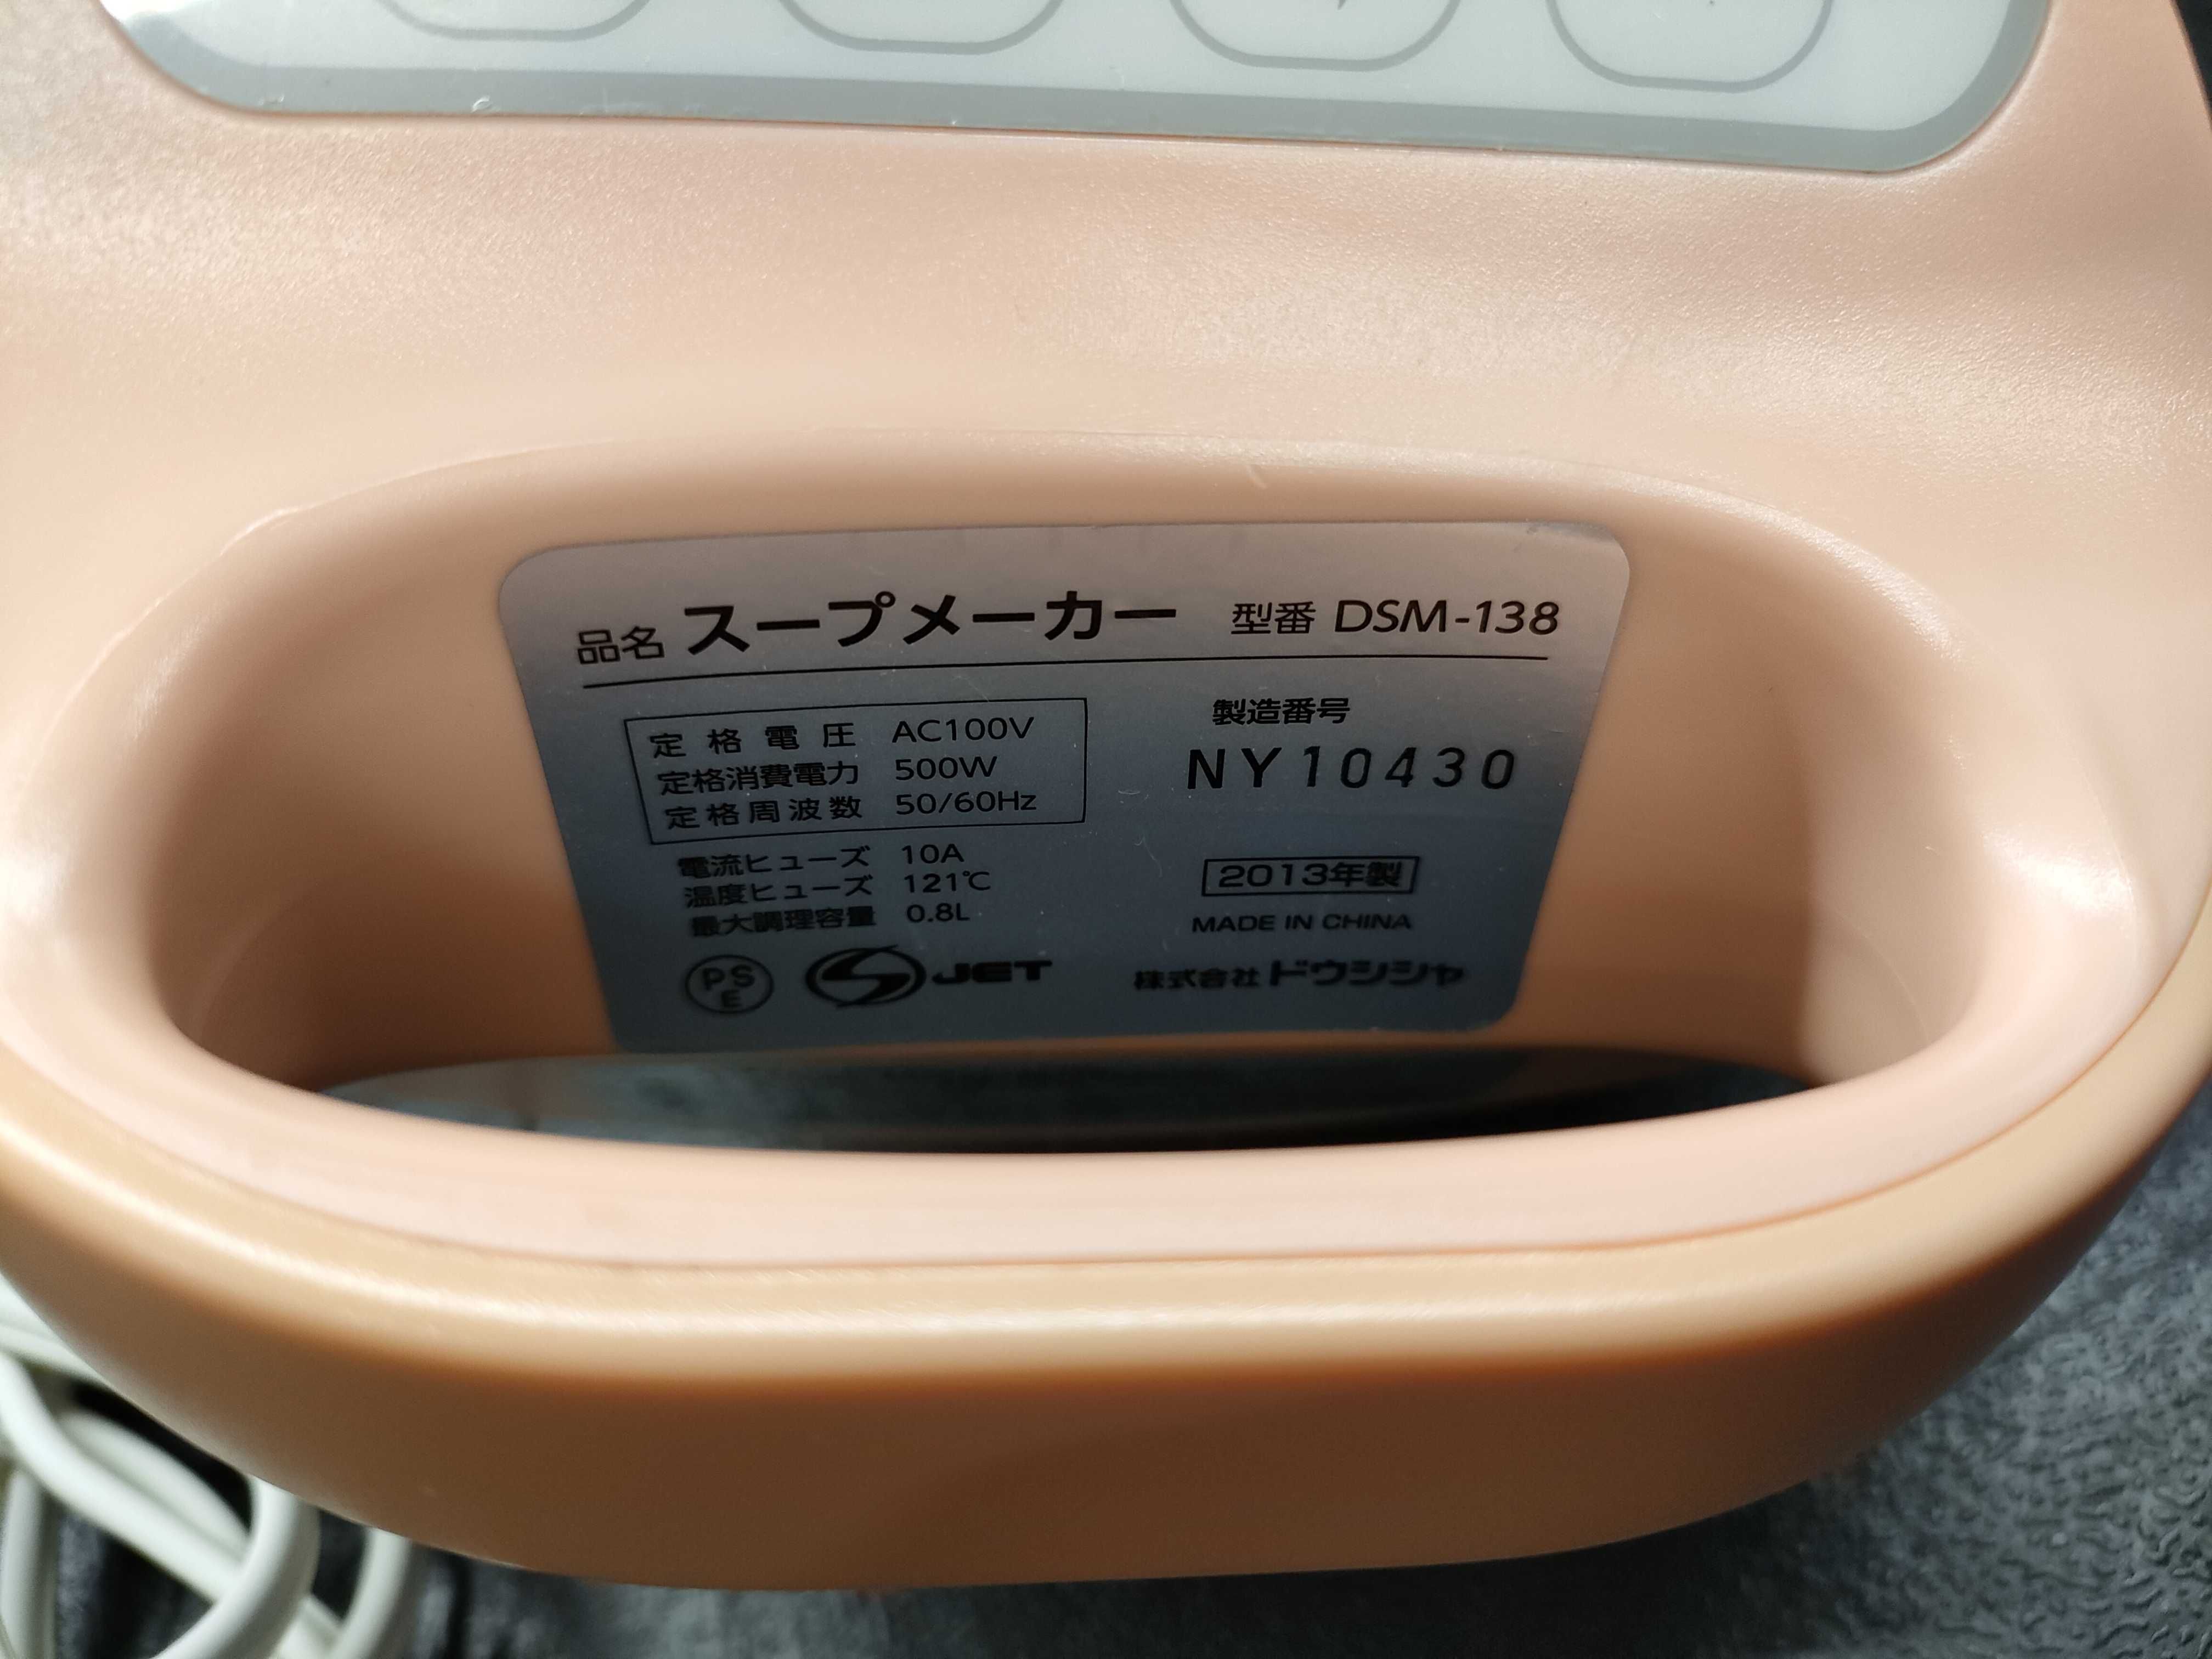 品名 スープメーカー 型番 DSM-138
定格電圧 AC100V
定格消費電力 500W
定格周波数 50/60Hz
電流ヒューズ 10A
温度ヒューズ 121℃
最大調理容量 0.8L
PS
E
JET
製造番号
NY10430
2013年製
MADE IN CHINA
株式会社ドウシシャ